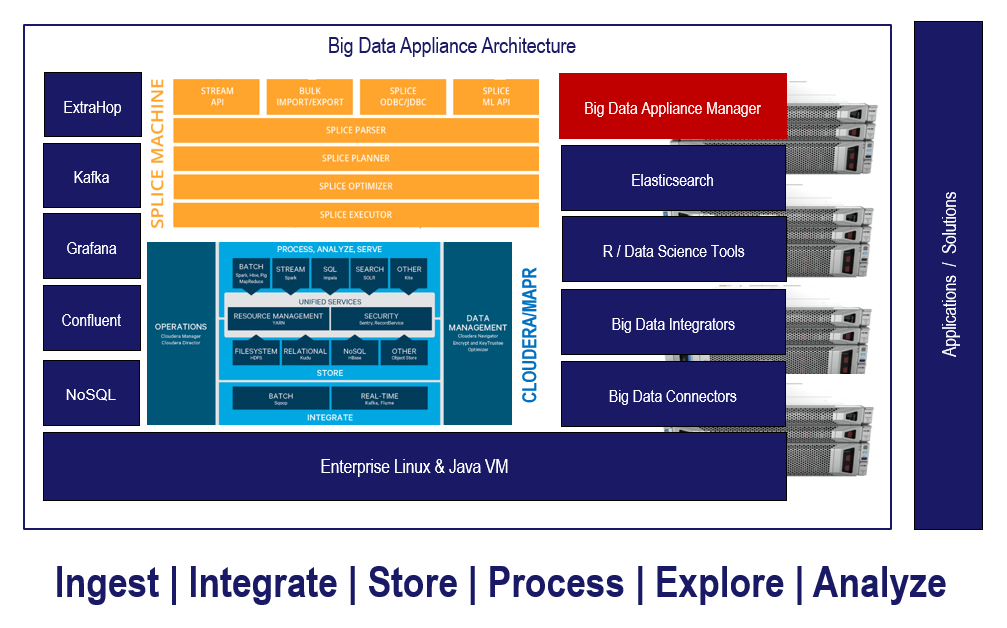 Big Data Appliance Architecture
ExtraHop
Kafka
Grafana
Confluent
NoSQL
SPLICE MACHINE
STREAM
API
BULK
IMPORT/EXPORT
SPLICE
ODBC/JDBC
SPLICE
ML API
SPLICE PARSER
SPLICE PLANNER
SPLICE OPTIMIZER
SPLICE EXECUTOR
OPERATIONS
Cloudera Manager
Cloudera Director
PROCESS, ANALYZE, SERVE
BATCH
Spark, Hive, Pig
MapReduce
STREAM
Spark
SQL
Impala
SEARCH
SOLR
OTHER
Kite
UNIFIED SERVICES
RESOURCE MANAGEMENT
YARN
SECURITY
Sentry, RecordService
FILESYSTEM
HDFS
RELATIONAL
Kudu
NoSQL
HBase
OTHER
Object Store
STORE
BATCH
Sqoop
REAL-TIME
Kafka, Flume
INTEGRATE
DATA
MANAGEMENT
Cloudera Navigator
Encrypt and KeyTrustee
Optimizer
CLOUDERA/MAPR
Big Data Appliance Manager
Elasticsearch
R / Data Science Tools
Big Data Integrators
Big Data Connectors
Enterprise Linux & Java VM
Applications / Solutions
Ingest | Integrate | Store | Process | Explore | Analyze